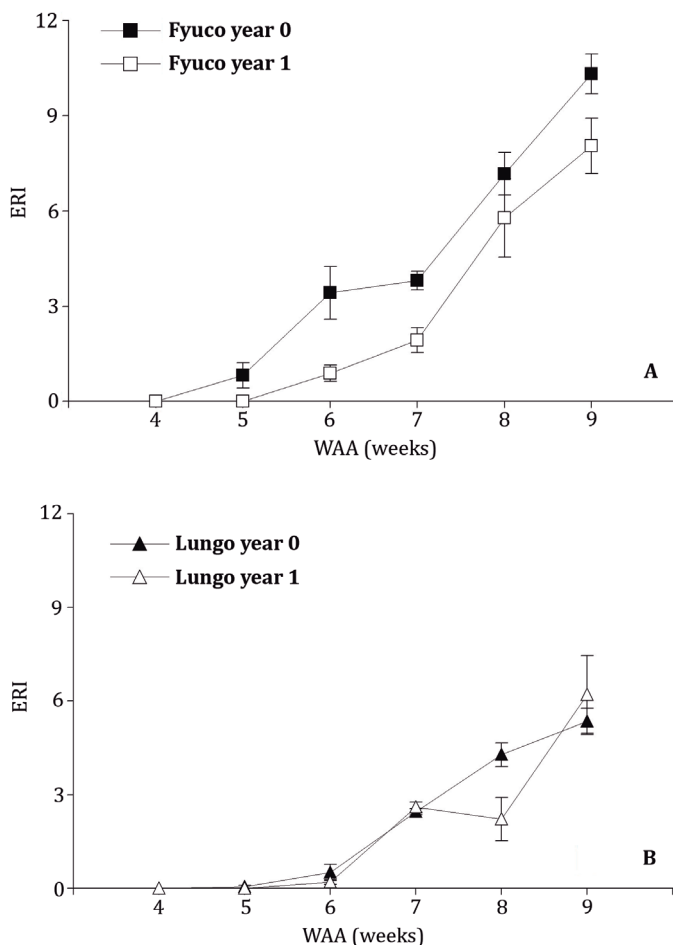 12
9
6
3
0
ERI
Fyuco year 0
Fyuco year 1
A
4 5 6 7 8 9
WAA (weeks)
12
9
6
3
0
ERI
Lungo year 0
Lungo year 1
B
4 5 6 7 8 9
WAA (weeks)